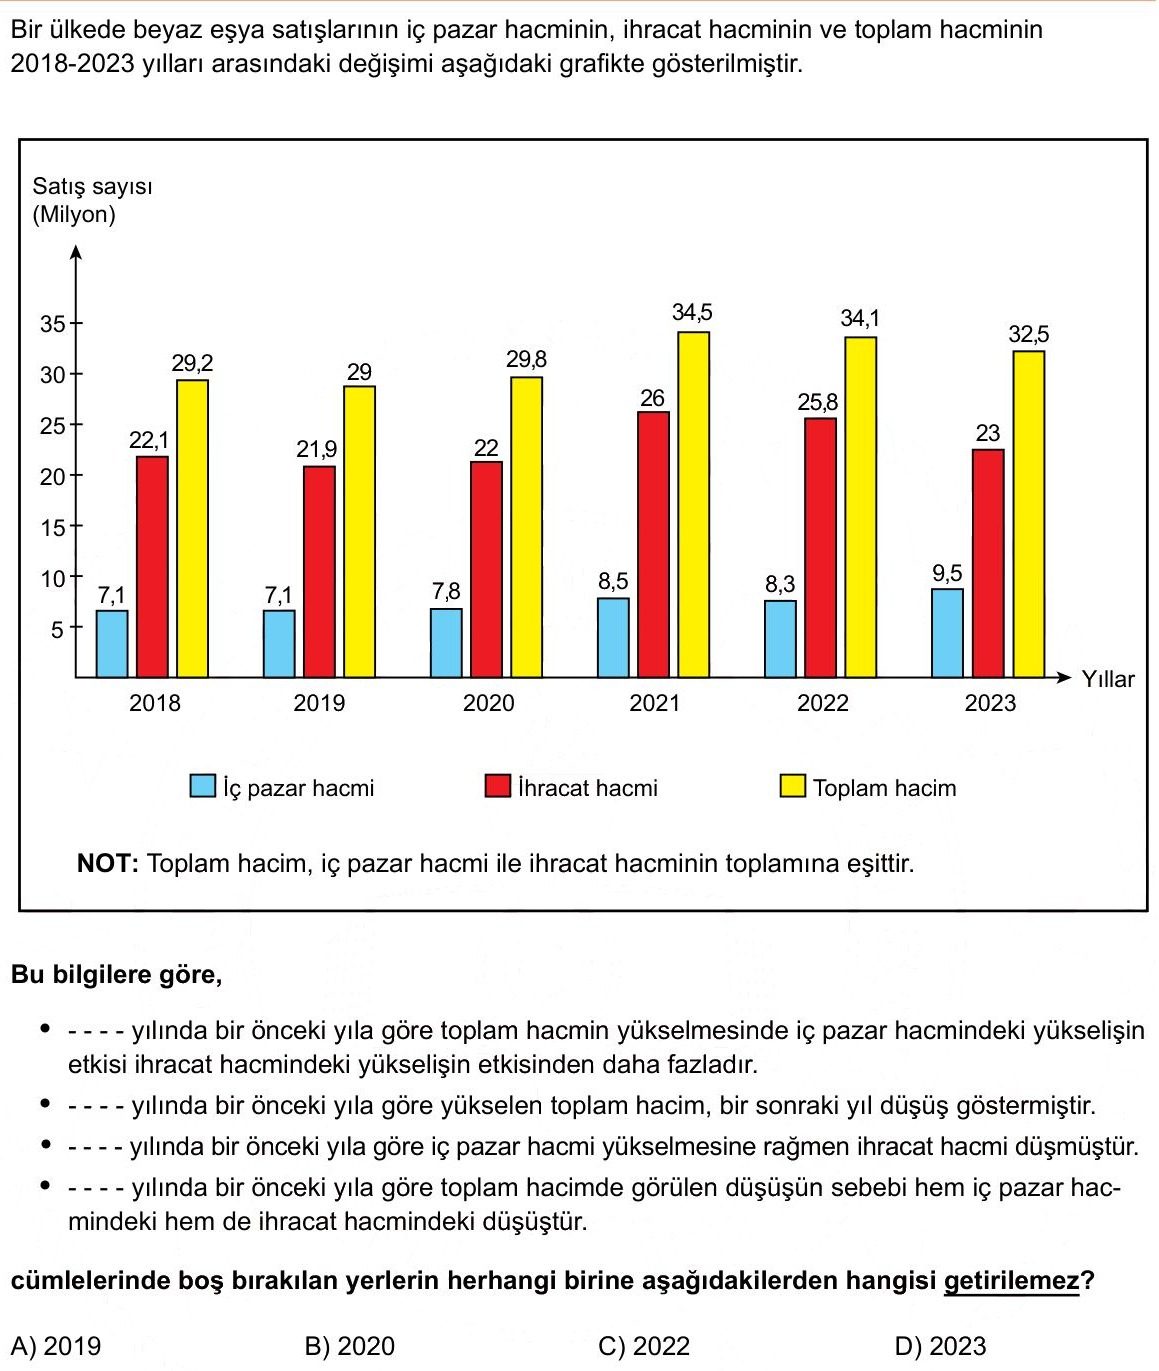 Bir ülkede beyaz eşya satışlarının iç pazar hacminin, ihracat hacminin ve toplam hacminin
2018-2023 yılları arasındaki değişimi aşağıdaki grafikte gösterilmiştir.
Satış sayısı
(Milyon)
35
30
25
20
15
10
5
7,1
22,1
29,2
7,1
21,9
29
7,8
22
29,8
8,5
26
34,5
8,3
25,8
34,1
9,5
23
32,5
Yıllar
2018 2019 2020 2021 2022 2023
İç pazar hacmi İhracat hacmi Toplam hacim
NOT: Toplam hacim, iç pazar hacmi ile ihracat hacminin toplamına eşittir.
Bu bilgilere göre,
• - - - - yılında bir önceki yıla göre toplam hacmin yükselmesinde iç pazar hacmindeki yükselişin
etkisi ihracat hacmindeki yükselişin etkisinden daha fazladır.
• - - - - yılında bir önceki yıla göre yükselen toplam hacim, bir sonraki yıl düşüş göstermiştir.
• - - - - yılında bir önceki yıla göre iç pazar hacmi yükselmesine rağmen ihracat hacmi düşmüştür.
• - - - - yılında bir önceki yıla göre toplam hacimde görülen düşüşün sebebi hem iç pazar hac-
mindeki hem de ihracat hacmindeki düşüştür.
cümlelerinde boş bırakılan yerlerin herhangi birine aşağıdakilerden hangisi getirilemez?
A) 2019 B) 2020 C) 2022 D) 2023